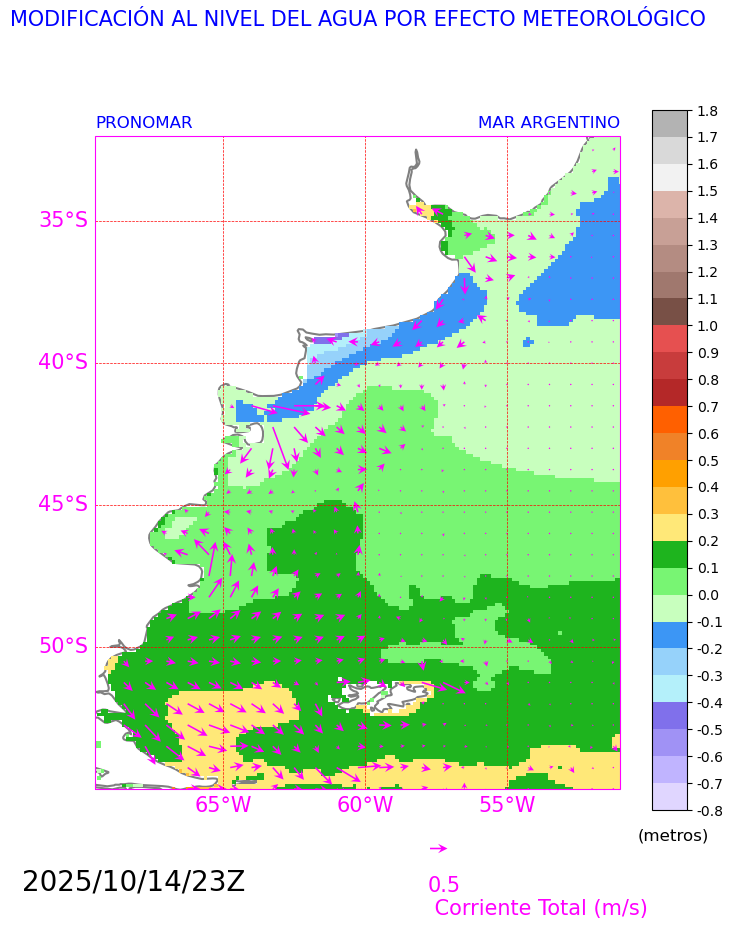 MODIFICACIÓN AL NIVEL DEL AGUA POR EFECTO METEOROLÓGICO
PRONOMAR MAR ARGENTINO
1.8
1.7
1.6
1.5
1.4
1.3
1.2
1.1
1.0
0.9
0.8
0.7
0.6
0.5
0.4
0.3
0.2
0.1
0.0
-0.1
-0.2
-0.3
-0.4
-0.5
-0.6
-0.7
-0.8
(metros)
35°S
40°S
45°S
50°S
65°W 60°W 55°W
2025/10/14/23Z
0.5
Corriente Total (m/s)